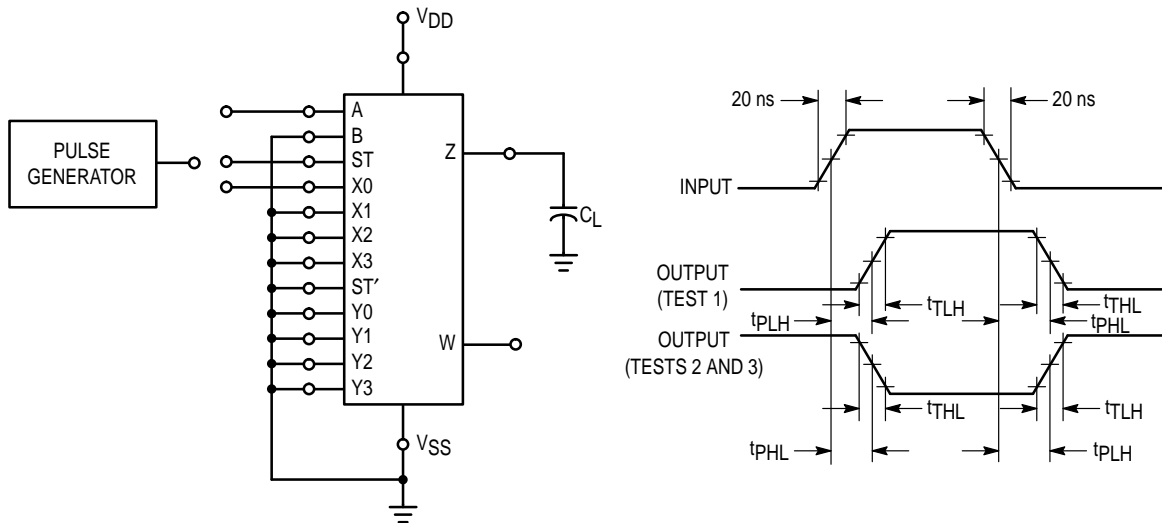 VDD
PULSE
GENERATOR
A
B
ST
X0
X1
X2
X3
ST′
Y0
Y1
Y2
Y3
Z
W
CL
VSS
20 ns
20 ns
INPUT
OUTPUT
(TEST 1)
tTLH
tTHL
tPLH
tPHL
OUTPUT
(TESTS 2 AND 3)
tTHL
tTLH
tPHL
tPLH